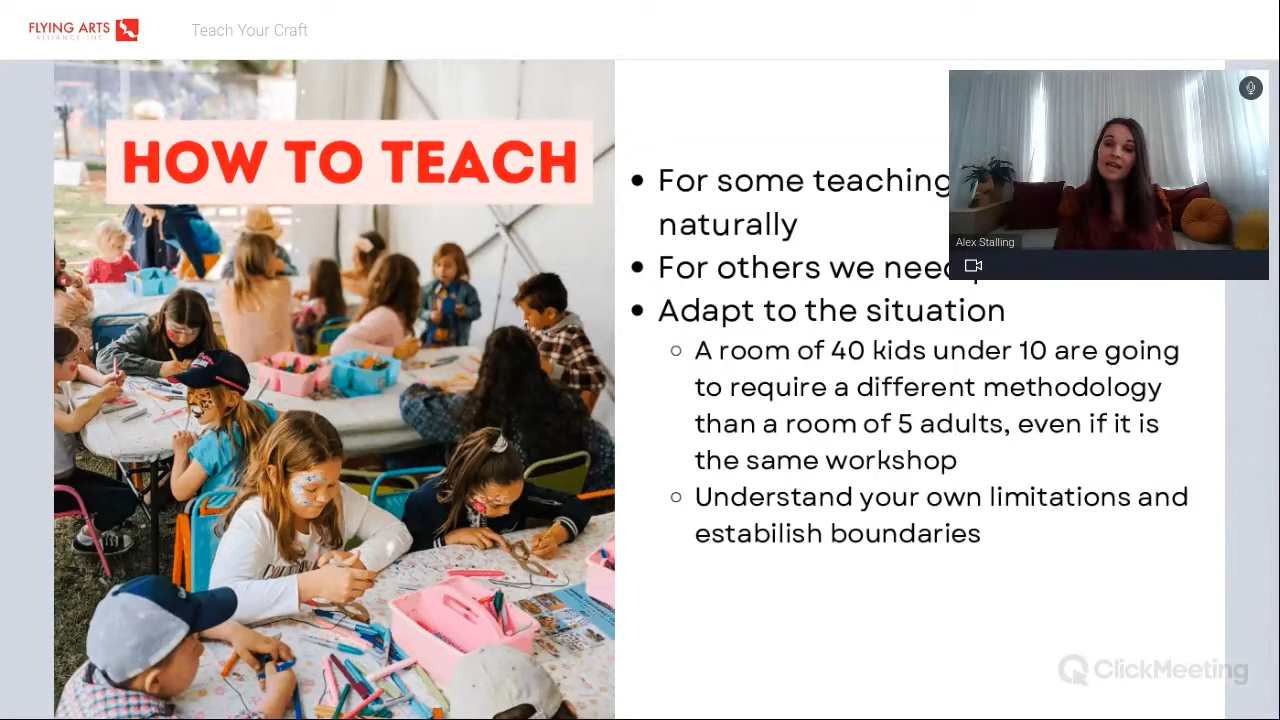 FLYING ARTS
ALLIANCE INC
Teach Your Craft
HOW TO TEACH
• For some teaching
naturally
• For others we need
• Adapt to the situation
○ A room of 40 kids under 10 are going
to require a different methodology
than a room of 5 adults, even if it is
the same workshop
○ Understand your own limitations and
estabilish boundaries
Alex Stalling
ClickMeeting